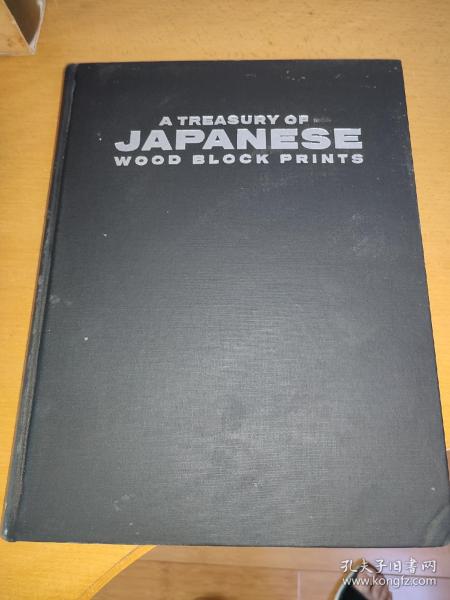 A TREASURY OF
JAPANESE
WOOD BLOCK PRINTS
孔夫子旧书网
www.kongfz.com